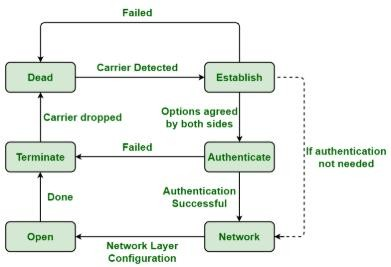 Failed
Dead
Carrier Detected
Establish
Carrier dropped
Options agreed
by both sides
If authentication
not needed
Terminate
Failed
Authenticate
Done
Authentication
Successful
Open
Network Layer
Configuration
Network